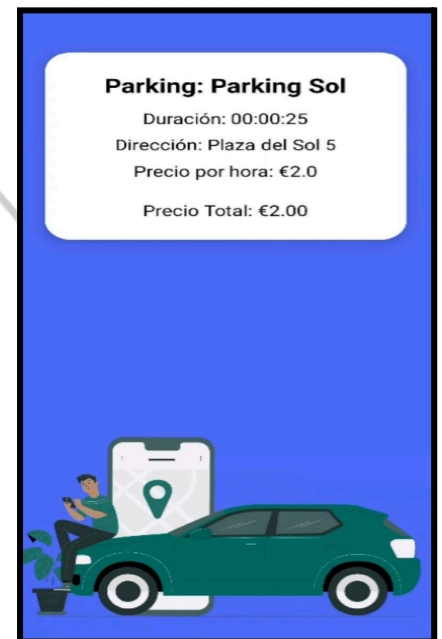 Parking: Parking Sol
Duración: 00:00:25
Dirección: Plaza del Sol 5
Precio por hora: €2.0
Precio Total: €2.00